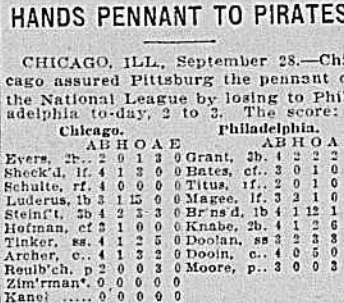 HANDS PENNANT TO PIRATES
CHICAGO, ILL., September 28.—Chi
cago assured Pittsburg the pennant o
the National League by losing to Phil
adelphia to-day, 2 to 3. The score:
Chicago. Philadelphia.
AB H O A E AB H O A
Evers, 2b.. 2 0 1 3 0 Grant, 3b. 4 2 2 2
Sheck'd, lf. 4 1 3 0 0 Bates, cf.. 3 0 1 0
Schulte, rf. 4 0 0 0 0 Titus, rf.. 2 0 1 0
Luderus, 1b 3 1 15 0 0 Magee, lf. 3 2 1 0
Steinf't, 3b 4 2 3 3 0 Br'ns'd, 1b 4 1 12 1
Hofman, cf 3 1 0 0 0 Knabe, 2b. 4 1 2 6
Tinker, ss. 4 1 2 5 0 Doolan, ss 3 2 3 3
Archer, c.. 4 1 3 2 0 Dooin, c.. 4 0 5 0
Reulb'ch, p 2 0 0 3 0 Moore, p.. 3 0 0 3
Zim'rman*. 0 0 0 0 0
Kane‡ ..... 0 0 0 0 0